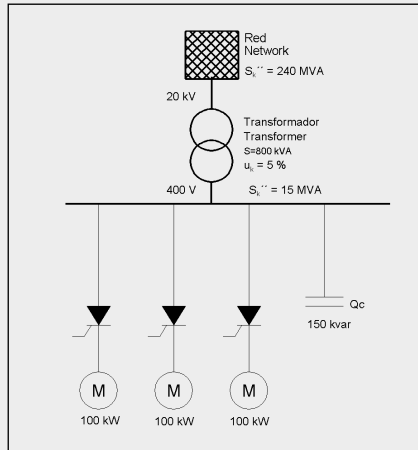 Red
Network
Sk´´ = 240 MVA
20 kV
Transformador
Transformer
S=800 kVA
uk = 5 %
400 V
Sk´´ = 15 MVA
Qc
150 kvar
M
M
M
100 kW
100 kW
100 kW